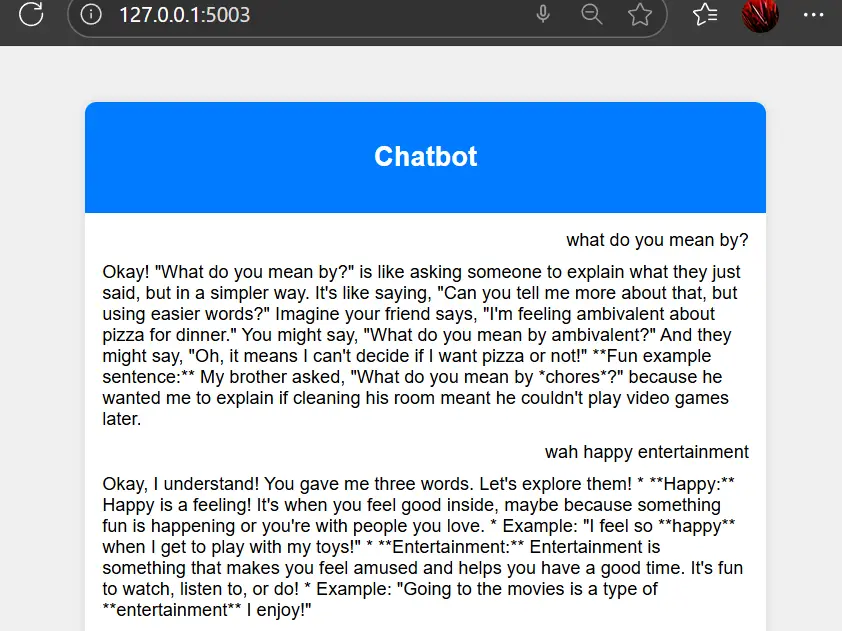 127.0.0.1:5003
Chatbot
what do you mean by?
Okay! "What do you mean by?" is like asking someone to explain what they just
said, but in a simpler way. It's like saying, "Can you tell me more about that, but
using easier words?" Imagine your friend says, "I'm feeling ambivalent about
pizza for dinner." You might say, "What do you mean by ambivalent?" And they
might say, "Oh, it means I can't decide if I want pizza or not!" **Fun example
sentence:** My brother asked, "What do you mean by *chores*?" because he
wanted me to explain if cleaning his room meant he couldn't play video games
later.
wah happy entertainment
Okay, I understand! You gave me three words. Let's explore them! * **Happy:**
Happy is a feeling! It's when you feel good inside, maybe because something
fun is happening or you're with people you love. * Example: "I feel so **happy**
when I get to play with my toys!" * **Entertainment:** Entertainment is
something that makes you feel amused and helps you have a good time. It's fun
to watch, listen to, or do! * Example: "Going to the movies is a type of
**entertainment** I enjoy!"